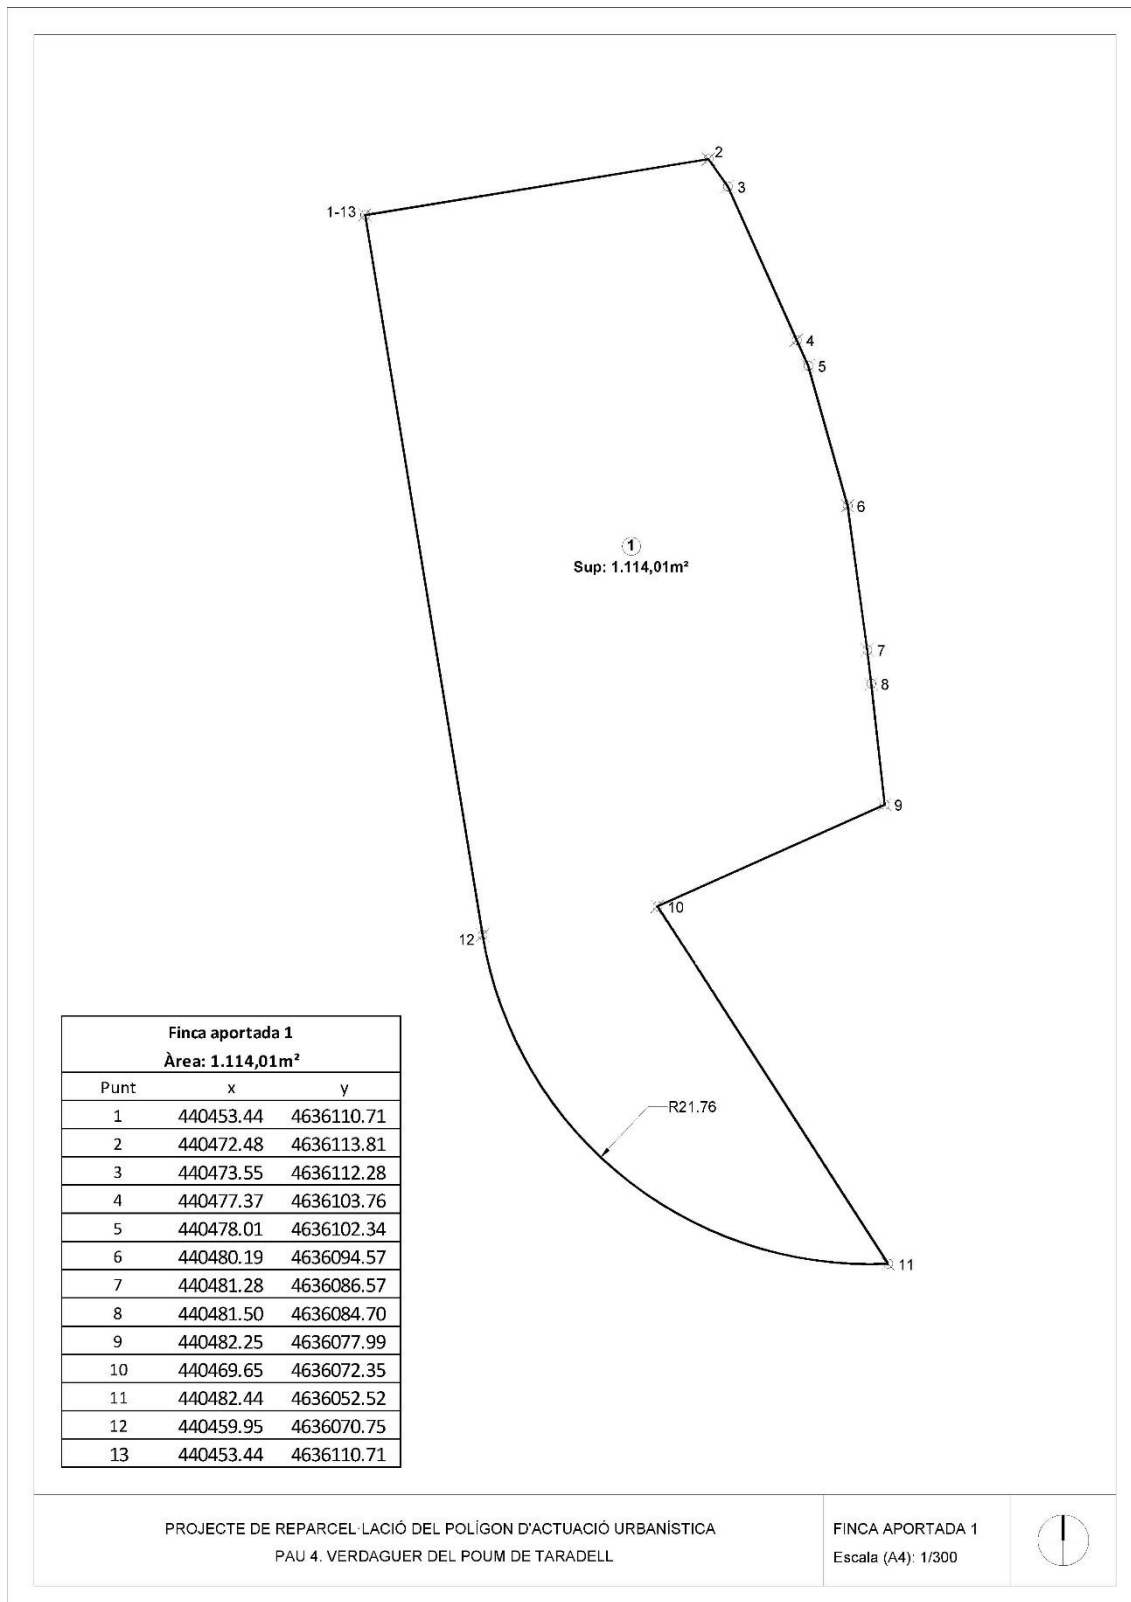 2
3
1-13
4
5
6
1
Sup: 1.114,01m²
7
8
9
10
12
R21.76
11
Finca aportada 1
Àrea: 1.114,01m²
Punt x y
1 440453.44 4636110.71
2 440472.48 4636113.81
3 440473.55 4636112.28
4 440477.37 4636103.76
5 440478.01 4636102.34
6 440480.19 4636094.57
7 440481.28 4636086.57
8 440481.50 4636084.70
9 440482.25 4636077.99
10 440469.65 4636072.35
11 440482.44 4636052.52
12 440459.95 4636070.75
13 440453.44 4636110.71
PROJECTE DE REPARCEL·LACIÓ DEL POLÍGON D'ACTUACIÓ URBANÍSTICA
PAU 4. VERDAGUER DEL POUM DE TARADELL
FINCA APORTADA 1
Escala (A4): 1/300